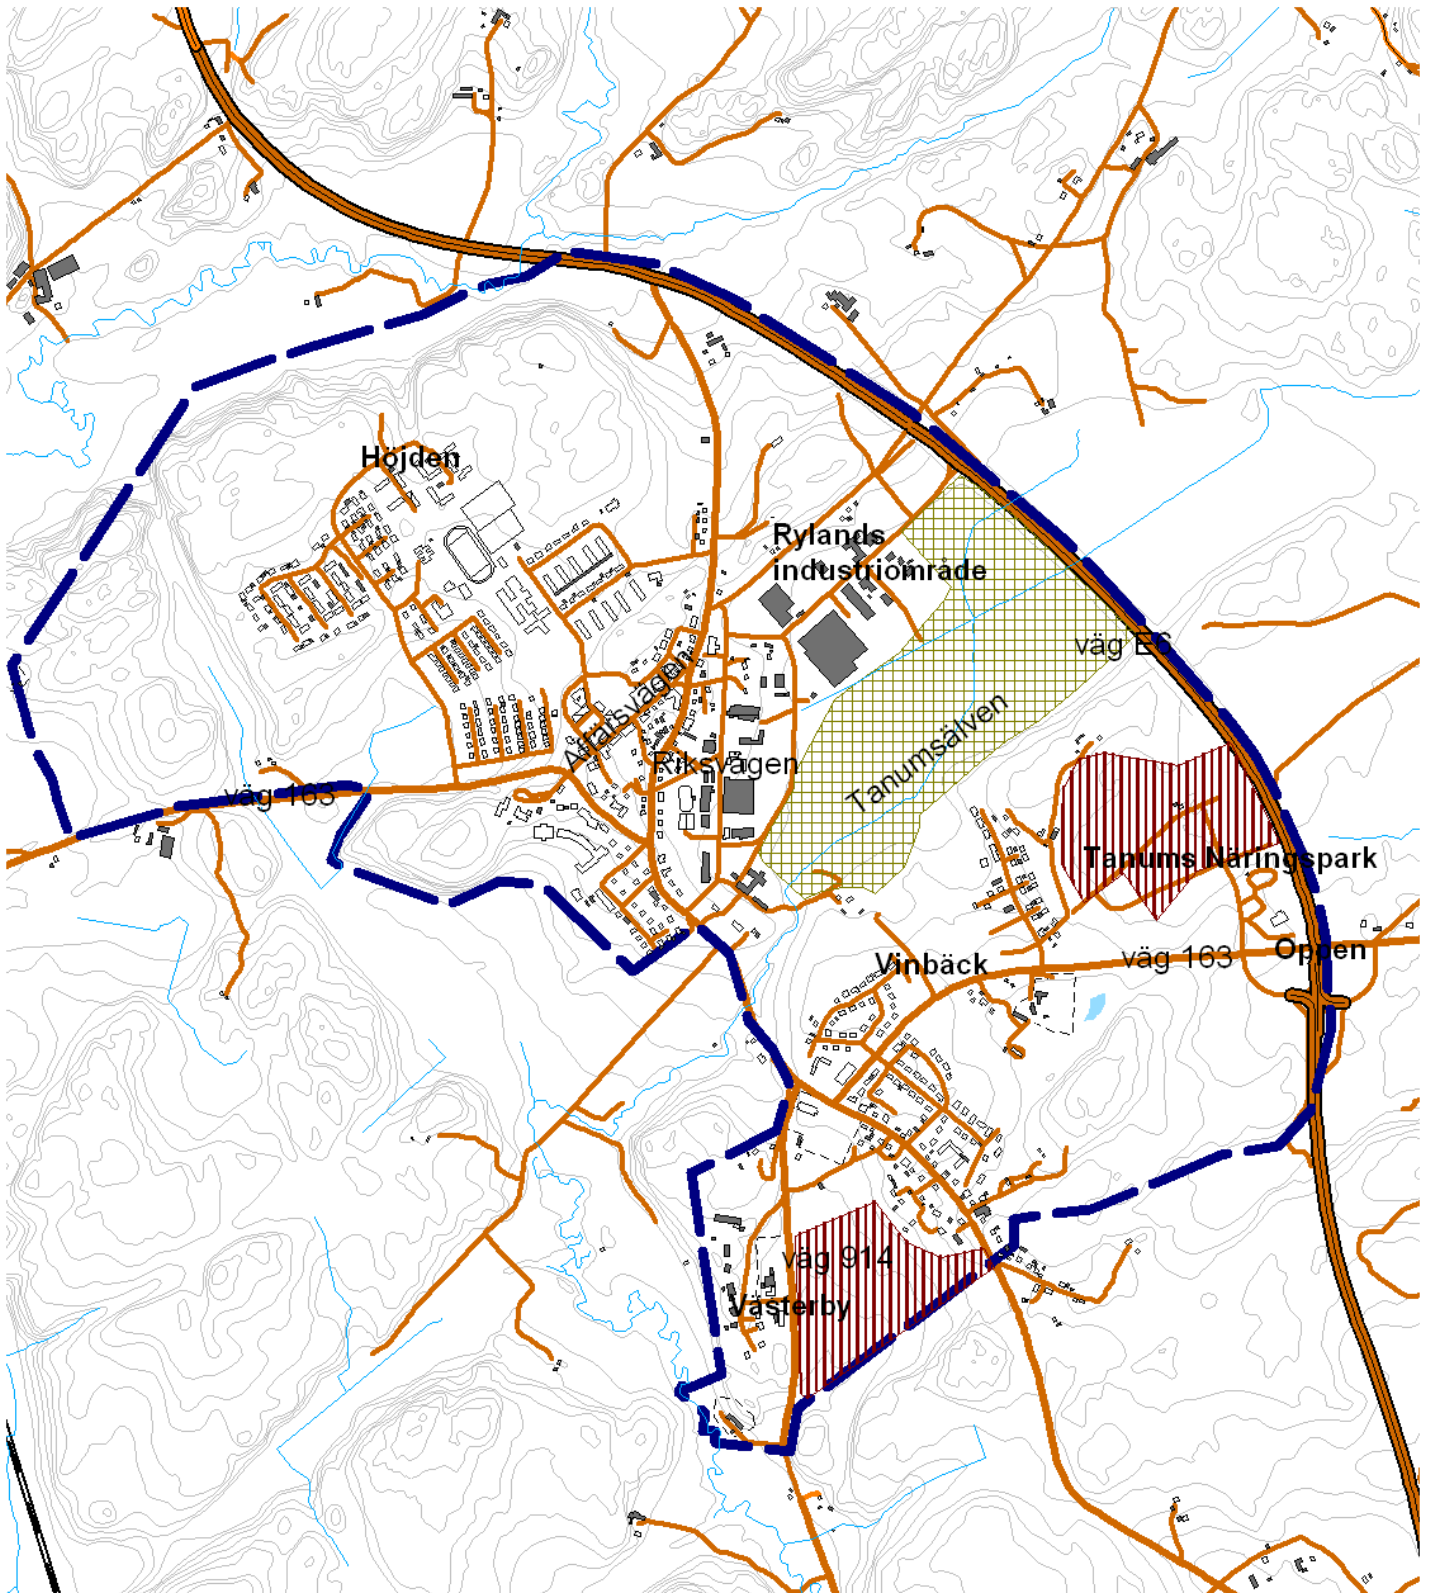 Höjden
Rylands
industriområde
väg E6
Affärsvägen
Riksvägen
Tanumsälven
väg 163
Tanums Näringspark
Oppen
väg 163
Vinbäck
väg 914
Västerby